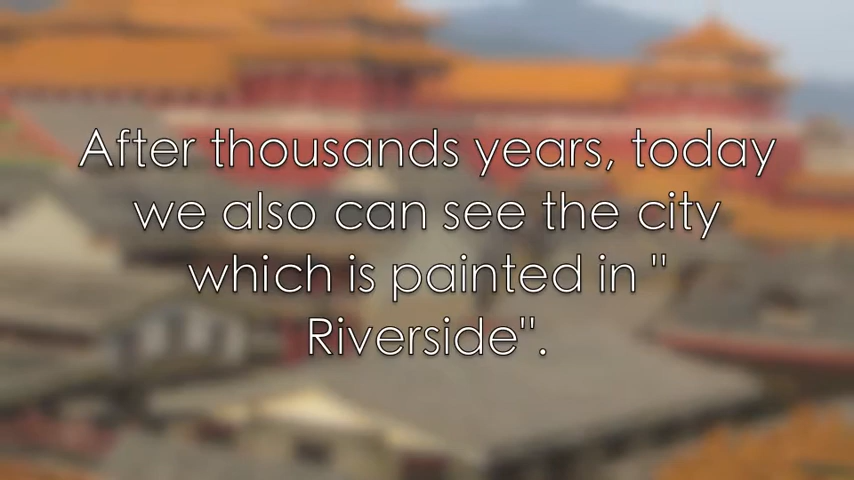 After thousands years, today
we also can see the city
which is painted in "
Riverside".